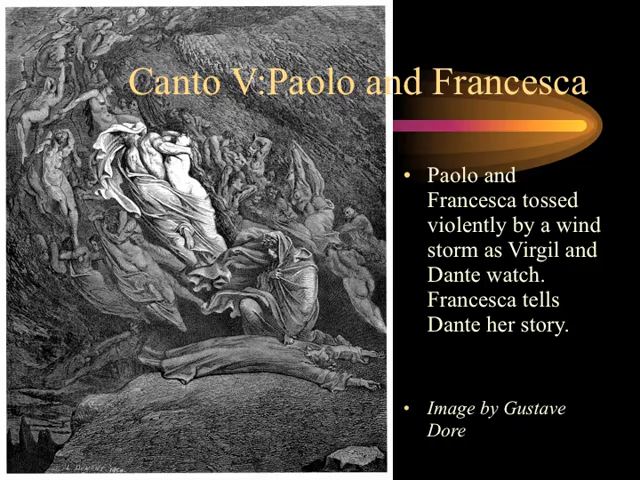 Canto V:Paolo and Francesca
• Paolo and
Francesca tossed
violently by a wind
storm as Virgil and
Dante watch.
Francesca tells
Dante her story.
• Image by Gustave
Dore